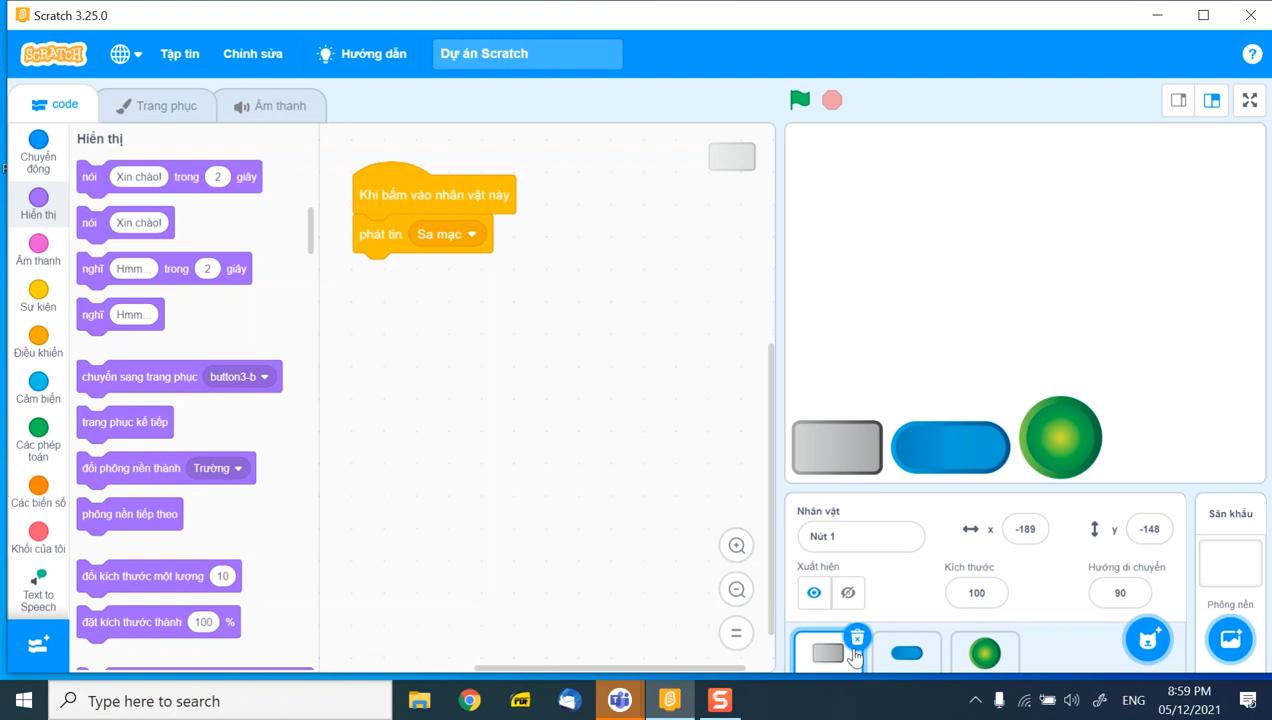 Scratch 3.25.0
SCRATCH
Tập tin
Chính sửa
Hướng dẫn
Dự án Scratch
?
code
Trang phục
Âm thanh
Chuyển động
Hiển thị
Âm thanh
Sự kiện
Điều khiển
Cảm biến
Các phép toán
Các biến số
Khối của tôi
Text to Speech
Hiển thị
nói Xin chào! trong 2 giây
nói Xin chào!
nghĩ Hmm... trong 2 giây
nghĩ Hmm...
chuyển sang trang phục button3-b
trang phục kế tiếp
đổi phông nền thành Trường
phông nền tiếp theo
đổi kích thước một lượng 10
đặt kích thước thành 100 %
Khi bấm vào nhân vật này
phát tin Sa mạc
Nhân vật
Nút 1
x -189
y -148
Xuất hiện
Kích thước
100
Hướng di chuyển
90
Sân khấu
Phông nền
Type here to search
PDF
S
ENG
8:59 PM
05/12/2021